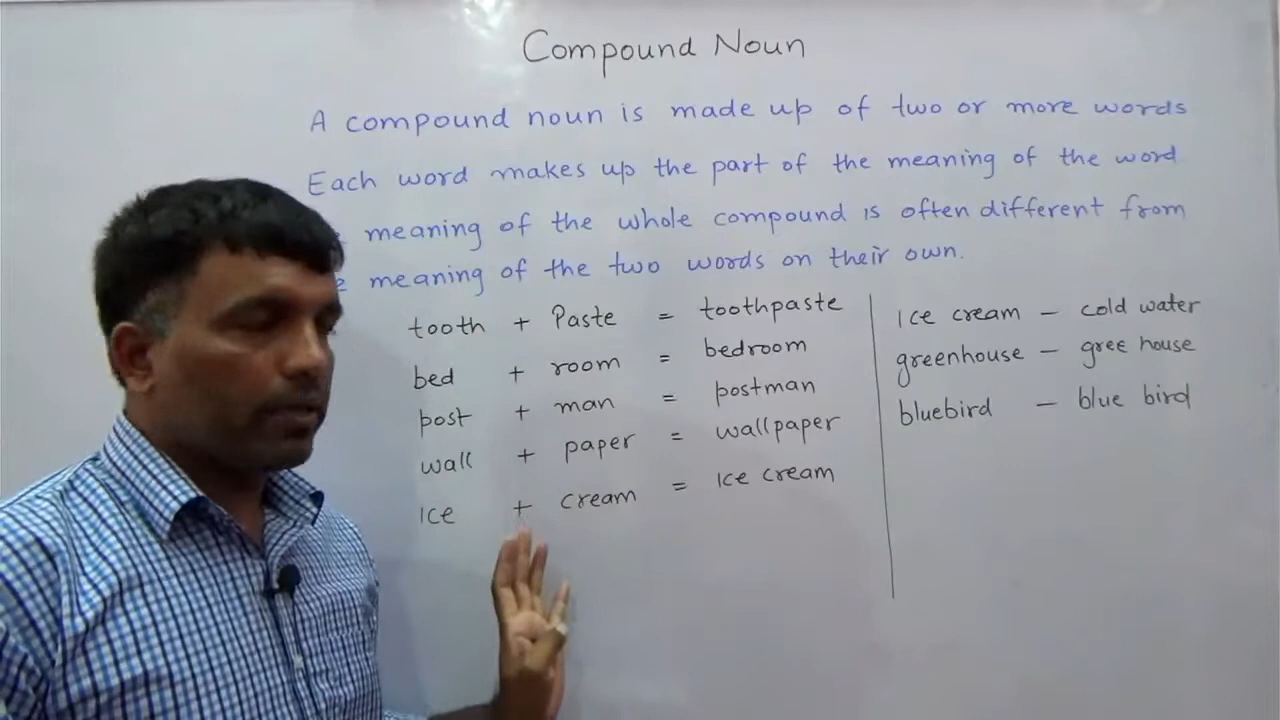 Compound Noun
A compound noun is made up of two or more words
Each word makes up the part of the meaning of the word
meaning of the whole compound is often different from
meaning of the two words on their own.
tooth + Paste = toothpaste
bed + room = bedroom
post + man = postman
wall + paper = wallpaper
Ice + cream = Ice cream
Ice cream – cold water
greenhouse – gree house
bluebird – blue bird